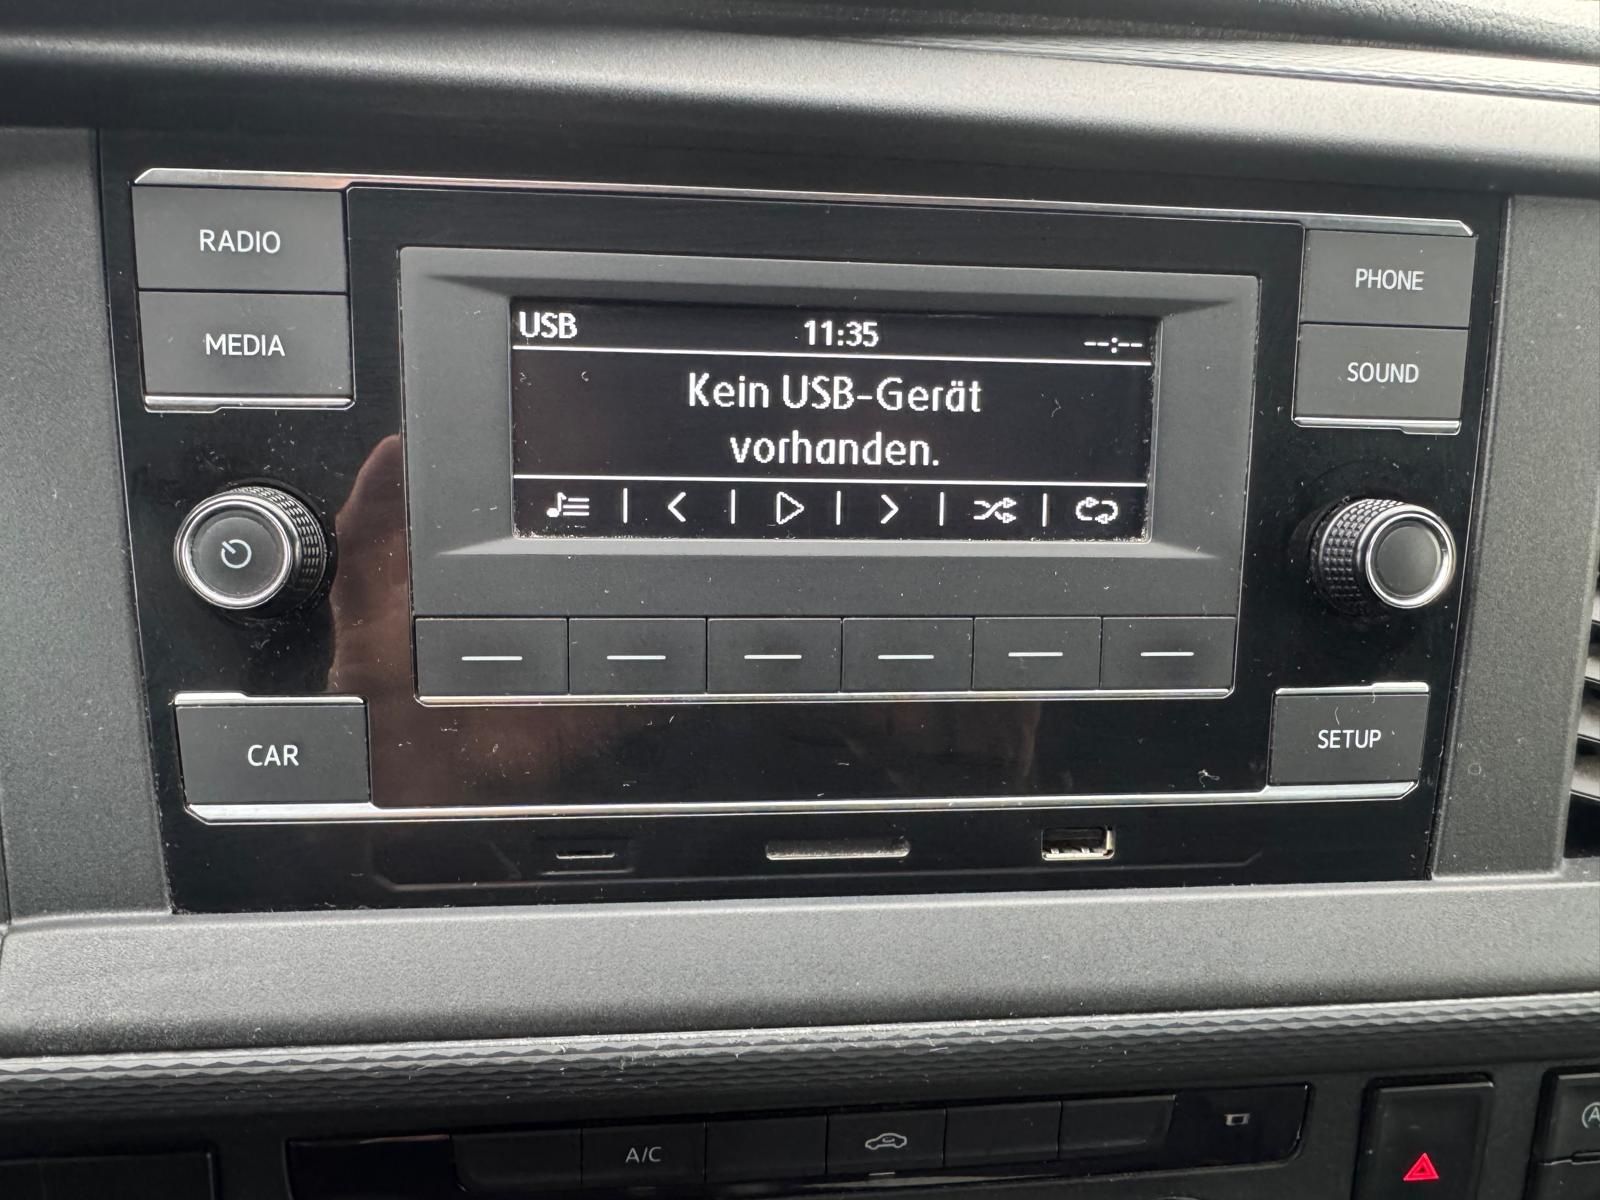 RADIO
MEDIA
PHONE
SOUND
USB 11:35 --:--
Kein USB-Gerät
vorhanden.
CAR
SETUP
A/C